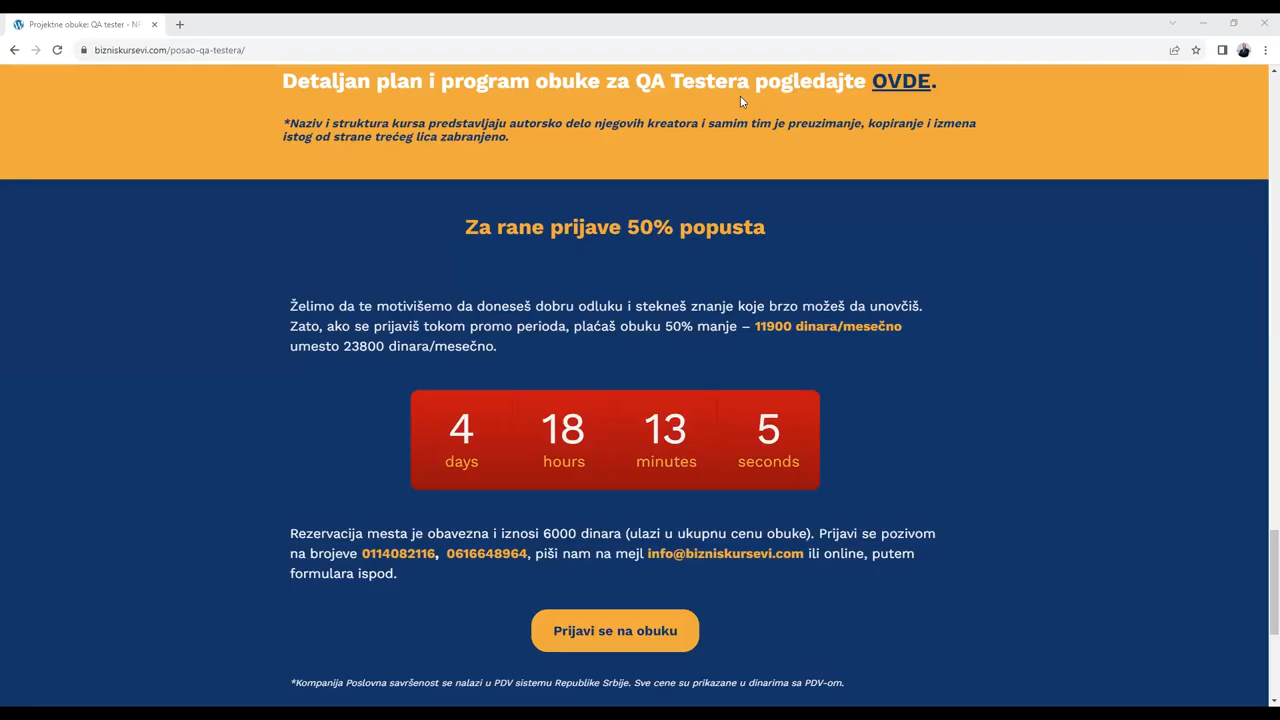 Projektne obuke: QA tester - NF
bizniskursevi.com/posao-qa-testera/
Detaljan plan i program obuke za QA Testera pogledajte OVDE.
*Naziv i struktura kursa predstavljaju autorsko delo njegovih kreatora i samim tim je preuzimanje, kopiranje i izmena
istog od strane trećeg lica zabranjeno.
Za rane prijave 50% popusta
Želimo da te motivišemo da doneseš dobru odluku i stekneš znanje koje brzo možeš da unovčiš.
Zato, ako se prijaviš tokom promo perioda, plaćaš obuku 50% manje – 11900 dinara/mesečno
umesto 23800 dinara/mesečno.
4 18 13 5
days hours minutes seconds
Rezervacija mesta je obavezna i iznosi 6000 dinara (ulazi u ukupnu cenu obuke). Prijavi se pozivom
na brojeve 0114082116, 0616648964, piši nam na mejl info@bizniskursevi.com ili online, putem
formulara ispod.
Prijavi se na obuku
*Kompanija Poslovna savršenost se nalazi u PDV sistemu Republike Srbije. Sve cene su prikazane u dinarima sa PDV-om.